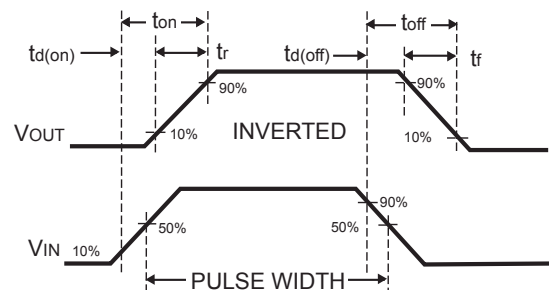 ton
toff
td(on)
tr
td(off)
tf
90%
90%
VOUT
10%
INVERTED
10%
90%
VIN
10%
50%
50%
PULSE WIDTH